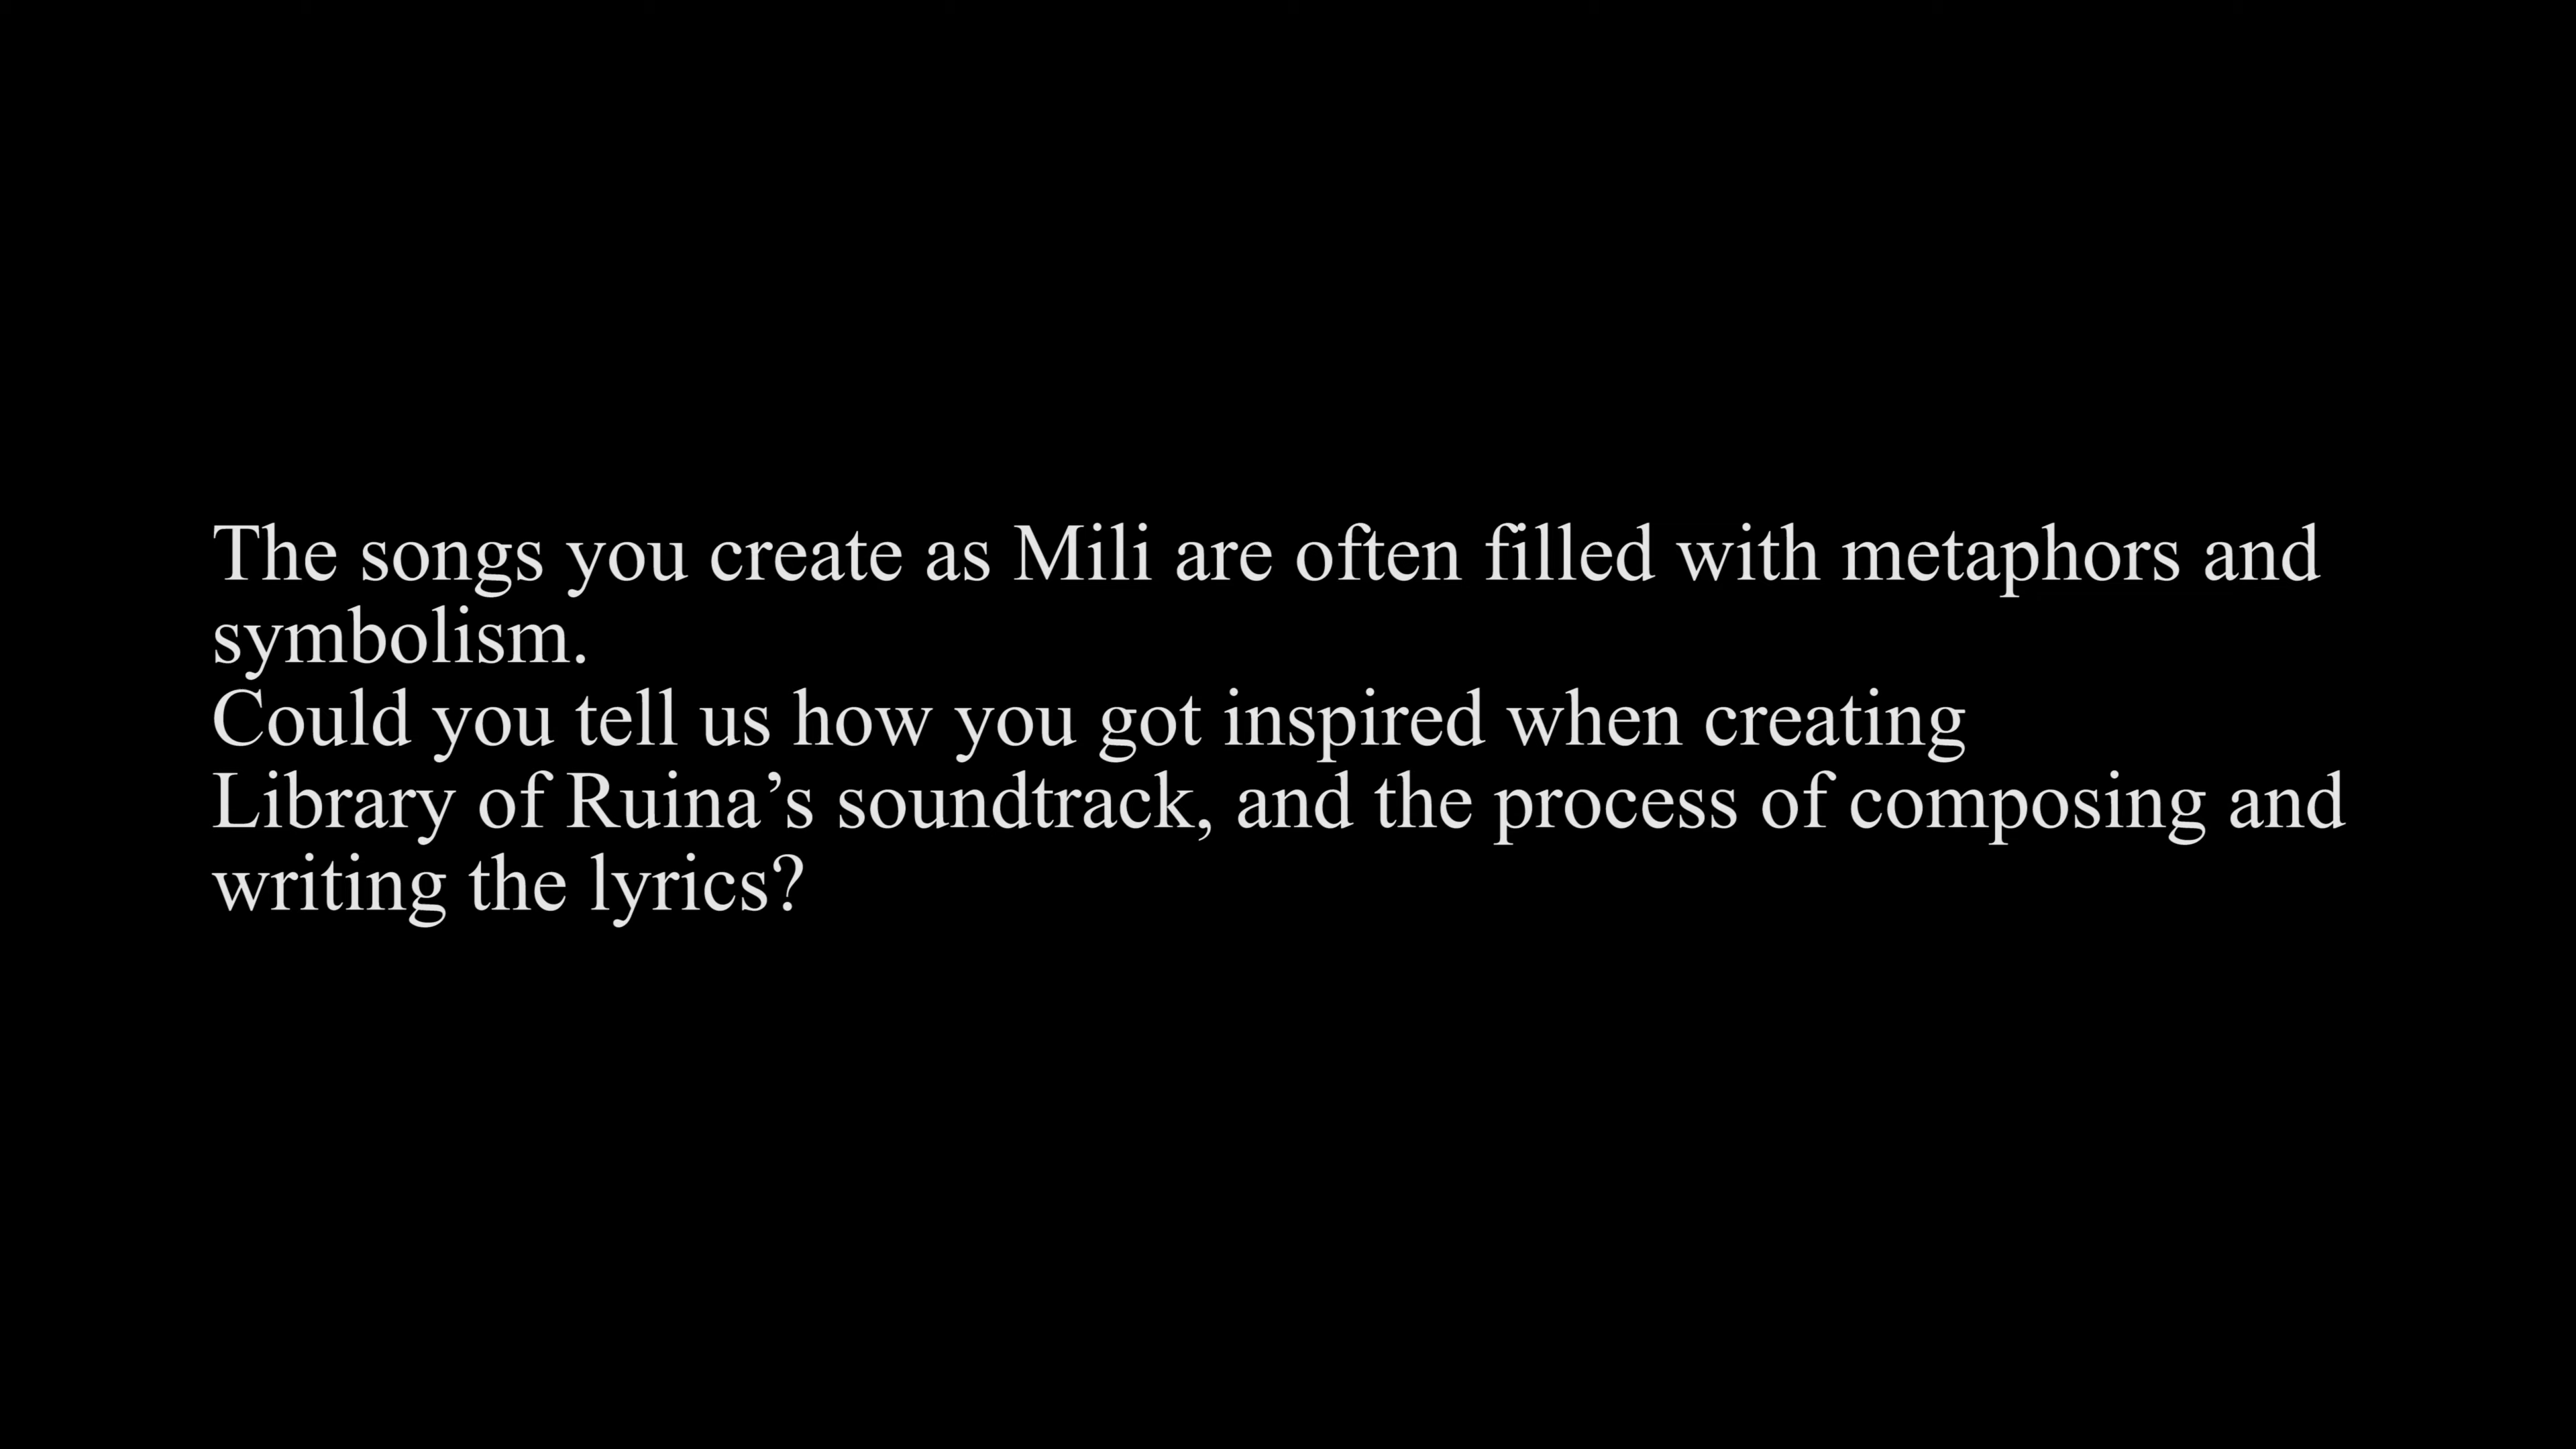 The songs you create as Mili are often filled with metaphors and
symbolism.
Could you tell us how you got inspired when creating
Library of Ruina’s soundtrack, and the process of composing and
writing the lyrics?